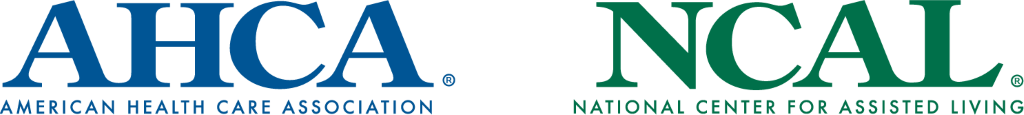 AHCA®
AMERICAN HEALTH CARE ASSOCIATION
NCAL®
NATIONAL CENTER FOR ASSISTED LIVING